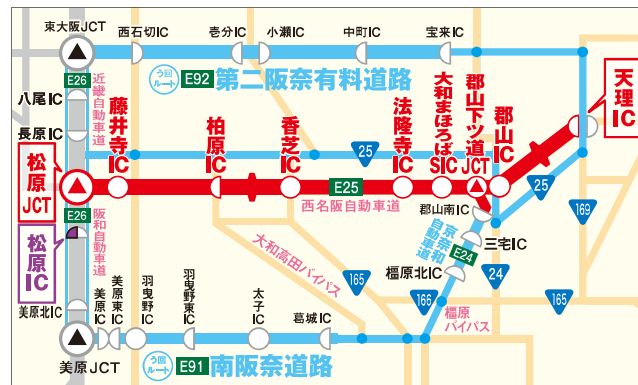 東大阪JCT
西石切IC
壱分IC
小瀬IC
中町IC
宝来IC
う回ルート
E92
第二阪奈有料道路
E26
近畿自動車道
八尾IC
長原IC
天理IC
藤井寺IC
柏原IC
香芝IC
法隆寺IC
大和まほろばSIC
郡山下ツ道JCT
郡山IC
25
松原JCT
E25
西名阪自動車道
25
169
E26
阪和自動車道
松原IC
郡山南IC
京奈和自動車道
E24
三宅IC
橿原北IC
24
大和高田バイパス
165
166
165
橿原バイパス
美原北IC
美原IC
美原東IC
羽曳野IC
羽曳野東IC
太子IC
葛城IC
美原JCT
う回ルート
E91
南阪奈道路